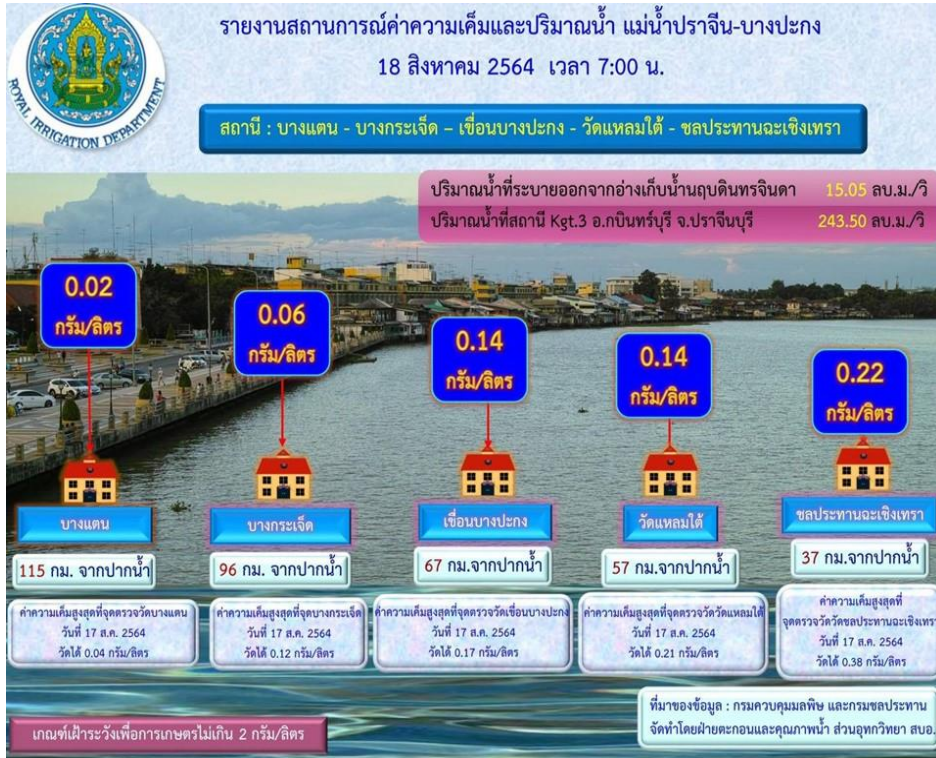 รายงานสถานการณ์ค่าความเค็มและปริมาณน้ำ แม่น้ำปราจีน-บางปะกง
18 สิงหาคม 2564 เวลา 7:00 น.
ROYAL IRRIGATION DEPARTMENT
สถานี : บางแตน - บางกระเจ็ด – เขื่อนบางปะกง - วัดแหลมใต้ - ชลประทานฉะเชิงเทรา
ปริมาณน้ำที่ระบายออกจากอ่างเก็บน้ำนฤบดินทรจินดา 15.05 ลบ.ม./วิ
ปริมาณน้ำที่สถานี Kgt.3 อ.กบินทร์บุรี จ.ปราจีนบุรี 243.50 ลบ.ม./วิ
0.02
กรัม/ลิตร
0.06
กรัม/ลิตร
0.14
กรัม/ลิตร
0.14
กรัม/ลิตร
0.22
กรัม/ลิตร
บางแตน
บางกระเจ็ด
เขื่อนบางปะกง
วัดแหลมใต้
ชลประทานฉะเชิงเทรา
115 กม. จากปากน้ำ
96 กม. จากปากน้ำ
67 กม.จากปากน้ำ
57 กม.จากปากน้ำ
37 กม.จากปากน้ำ
ค่าความเค็มสูงสุดที่จุดตรวจวัดบางแตน
วันที่ 17 ส.ค. 2564
วัดได้ 0.04 กรัม/ลิตร
ค่าความเค็มสูงสุดที่จุดบางกระเจ็ด
วันที่ 17 ส.ค. 2564
วัดได้ 0.12 กรัม/ลิตร
ค่าความเค็มสูงสุดที่จุดตรวจวัดเขื่อนบางปะกง
วันที่ 17 ส.ค. 2564
วัดได้ 0.17 กรัม/ลิตร
ค่าความเค็มสูงสุดที่จุดตรวจวัดวัดแหลมใต้
วันที่ 17 ส.ค. 2564
วัดได้ 0.21 กรัม/ลิตร
ค่าความเค็มสูงสุดที่
จุดตรวจวัดวัดชลประทานฉะเชิงเทรา
วันที่ 17 ส.ค. 2564
วัดได้ 0.38 กรัม/ลิตร
เกณฑ์เฝ้าระวังเพื่อการเกษตรไม่เกิน 2 กรัม/ลิตร
ที่มาของข้อมูล : กรมควบคุมมลพิษ และกรมชลประทาน
จัดทำโดยฝ่ายตะกอนและคุณภาพน้ำ ส่วนอุทกวิทยา สบอ.